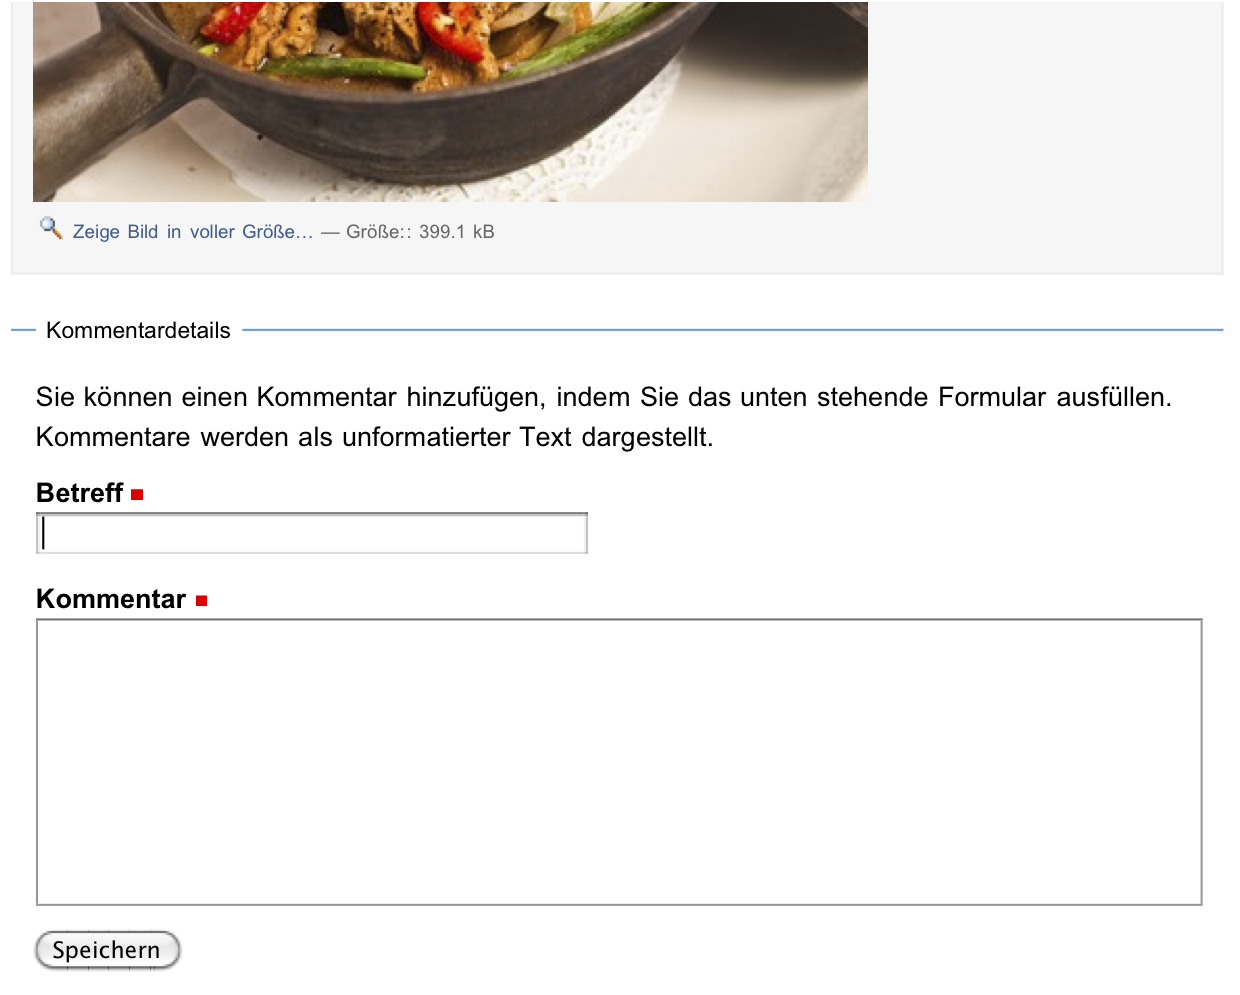 Zeige Bild in voller Größe… — Größe:: 399.1 kB
Kommentardetails
Sie können einen Kommentar hinzufügen, indem Sie das unten stehende Formular ausfüllen.
Kommentare werden als unformatierter Text dargestellt.
Betreff
Kommentar
Speichern